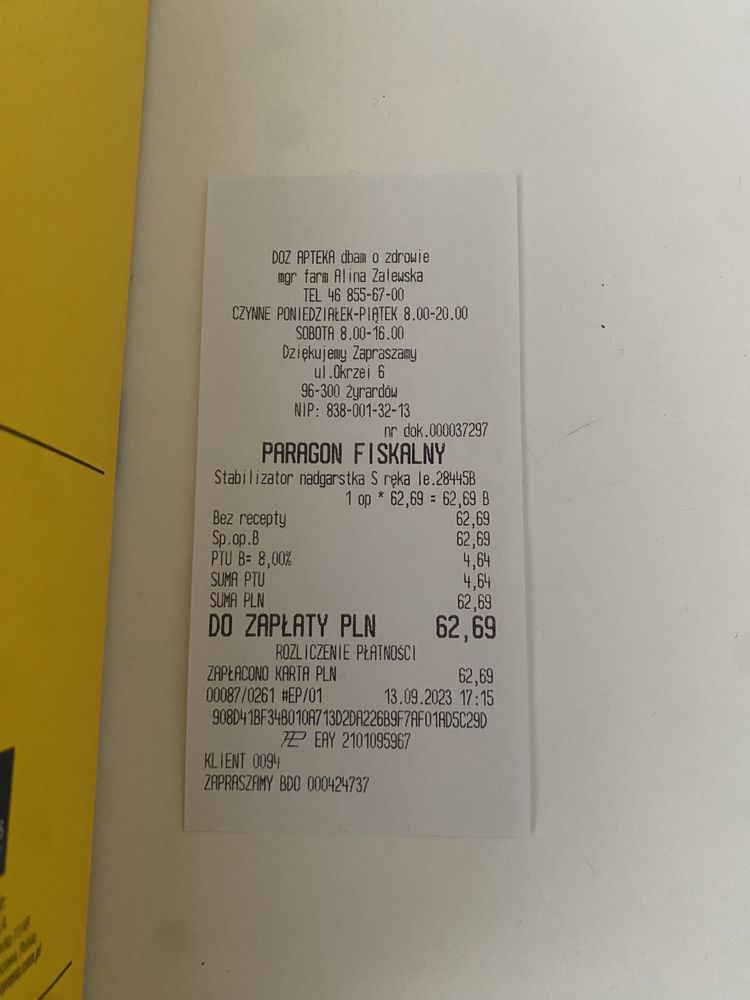 DOZ APTEKA dbam o zdrowie
mgr farm Alina Zalewska
TEL 46 855-67-00
CZYNNE PONIEDZIAŁEK-PIĄTEK 8.00-20.00
SOBOTA 8.00-16.00
Dziękujemy Zapraszamy
ul.Okrzei 6
96-300 Żyrardów
NIP: 838-001-32-13
nr dok.000037297
PARAGON FISKALNY
Stabilizator nadgarstka S ręka le.28445B
1 op * 62,69 = 62,69 B
Bez recepty 62,69
Sp.op.B 62,69
PTU B= 8,00% 4,64
SUMA PTU 4,64
SUMA PLN 62,69
DO ZAPŁATY PLN 62,69
ROZLICZENIE PŁATNOŚCI
ZAPŁACONO KARTA PLN 62,69
00087/0261 #EP/01 13.09.2023 17:15
908D41BF34B010A713D2DA226B9F7AF01AD5C29D
EAY 2101095967
KLIENT 0094
ZAPRASZAMY BDO 000424737